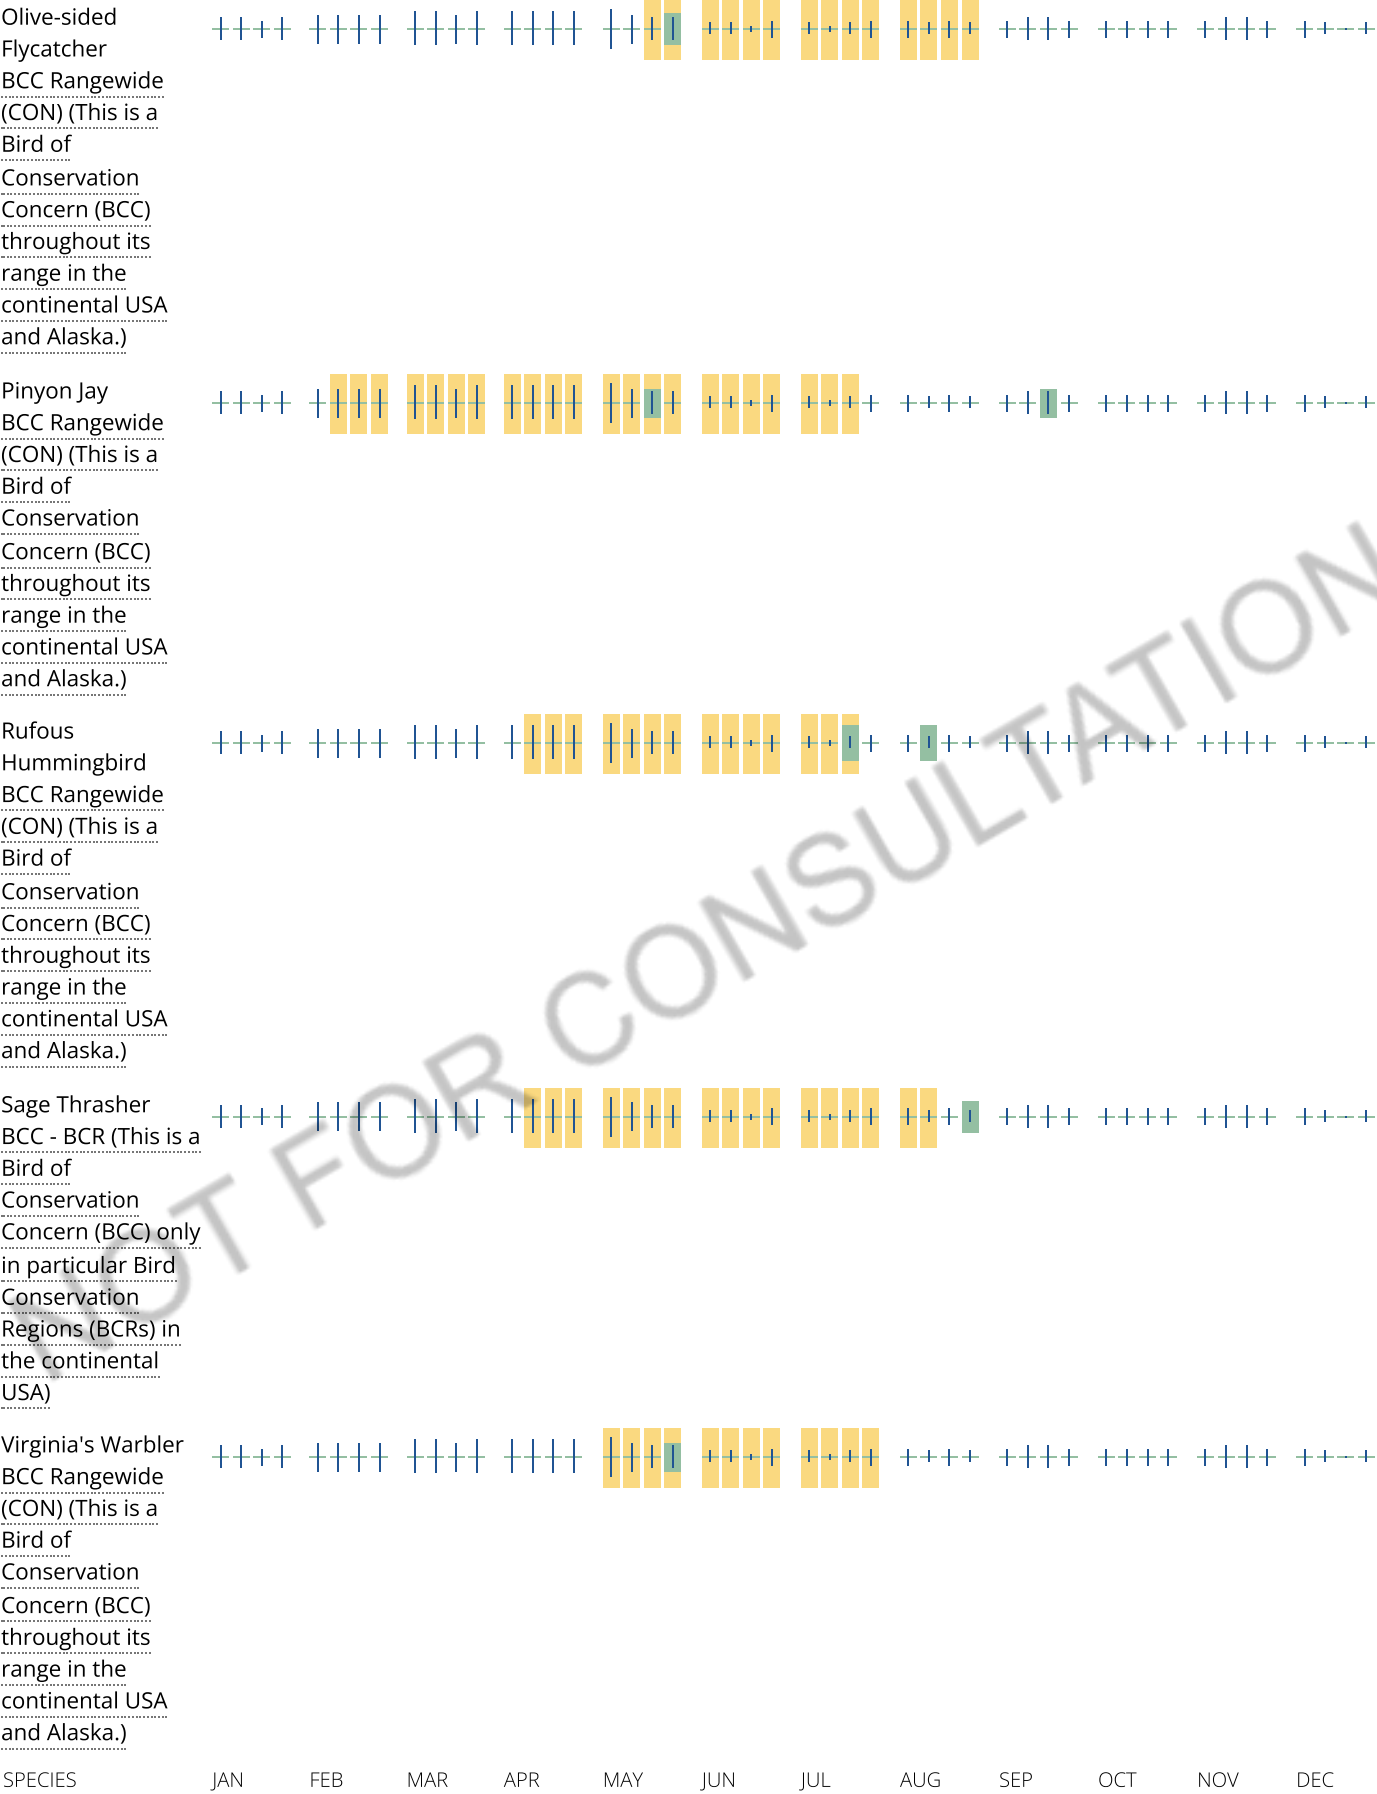 Olive-sided
Flycatcher
BCC Rangewide
(CON) (This is a
Bird of
Conservation
Concern (BCC)
throughout its
range in the
continental USA
and Alaska.)
Pinyon Jay
BCC Rangewide
(CON) (This is a
Bird of
Conservation
Concern (BCC)
throughout its
range in the
continental USA
and Alaska.)
Rufous
Hummingbird
BCC Rangewide
(CON) (This is a
Bird of
Conservation
Concern (BCC)
throughout its
range in the
continental USA
and Alaska.)
Sage Thrasher
BCC - BCR (This is a
Bird of
Conservation
Concern (BCC) only
in particular Bird
Conservation
Regions (BCRs) in
the continental
USA)
Virginia's Warbler
BCC Rangewide
(CON) (This is a
Bird of
Conservation
Concern (BCC)
throughout its
range in the
continental USA
and Alaska.)
SPECIES JAN FEB MAR APR MAY JUN JUL AUG SEP OCT NOV DEC
NOT FOR CONSULTATION